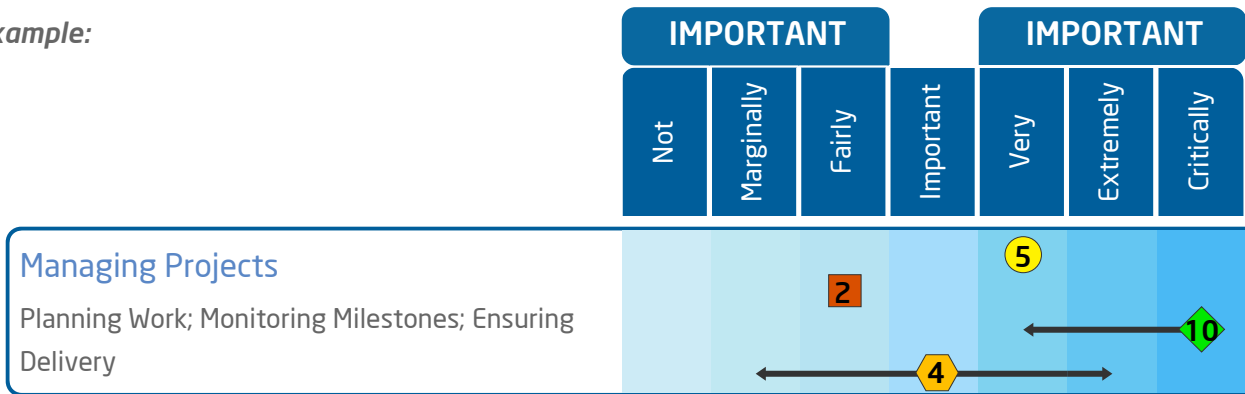 xample:
IMPORTANT IMPORTANT
Not Marginally Fairly Important Very Extremely Critically
Managing Projects
5
2
Planning Work; Monitoring Milestones; Ensuring
10
Delivery
4